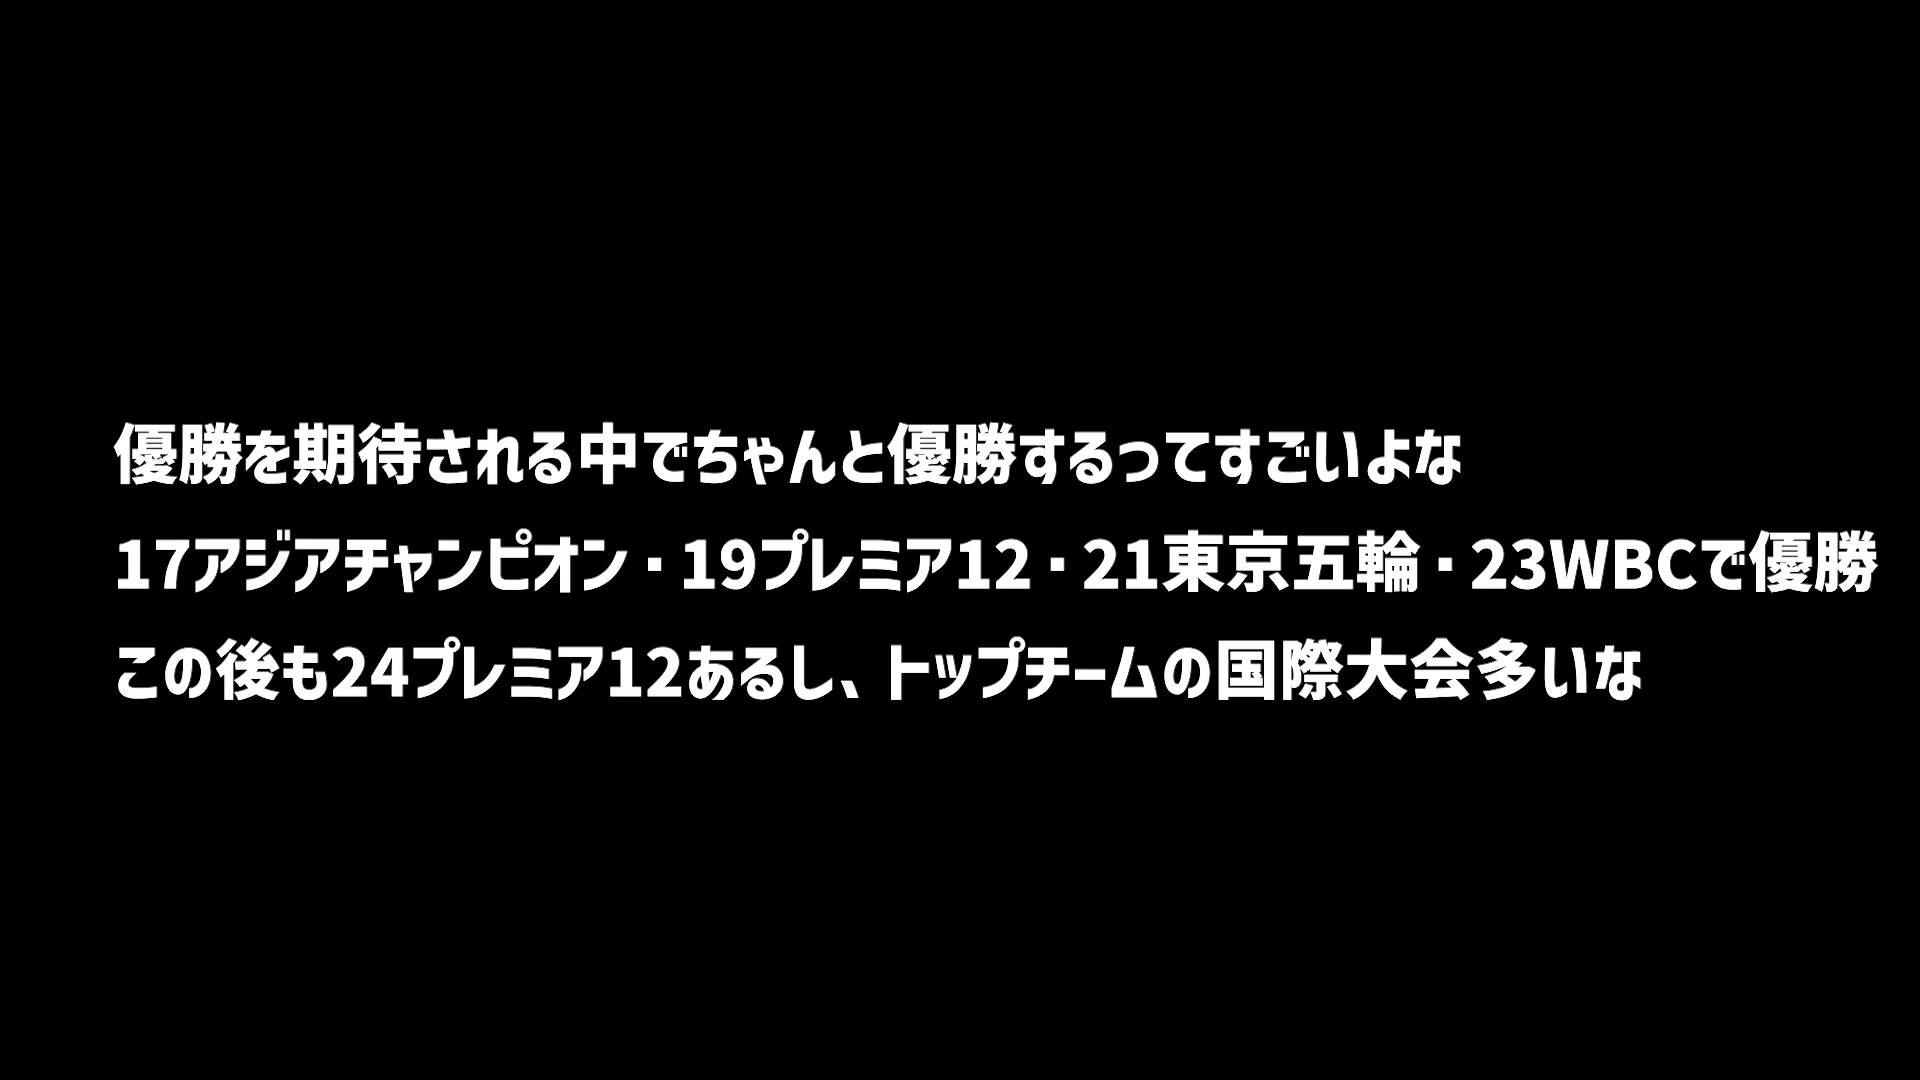 優勝を期待される中でちゃんと優勝するってすごいよな
17アジアチャンピオン・19プレミア12・21東京五輪・23WBCで優勝
この後も24プレミア12あるし、トップチームの国際大会多いな